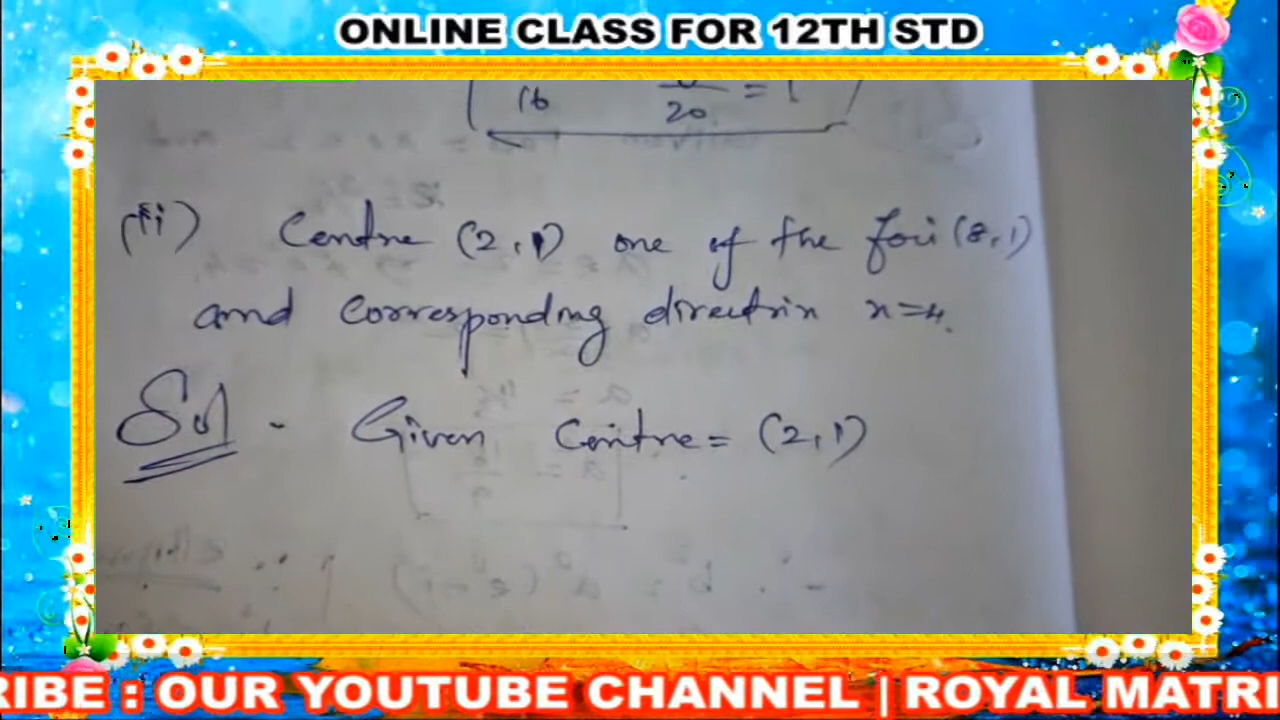 ONLINE CLASS FOR 12TH STD
16 20 = 1
(ii) Centre (2,1) one of the foci (8,1)
and corresponding directrix x=4.
Sol - Given Centre = (2,1)
RIBE : OUR YOUTUBE CHANNEL | ROYAL MATRI